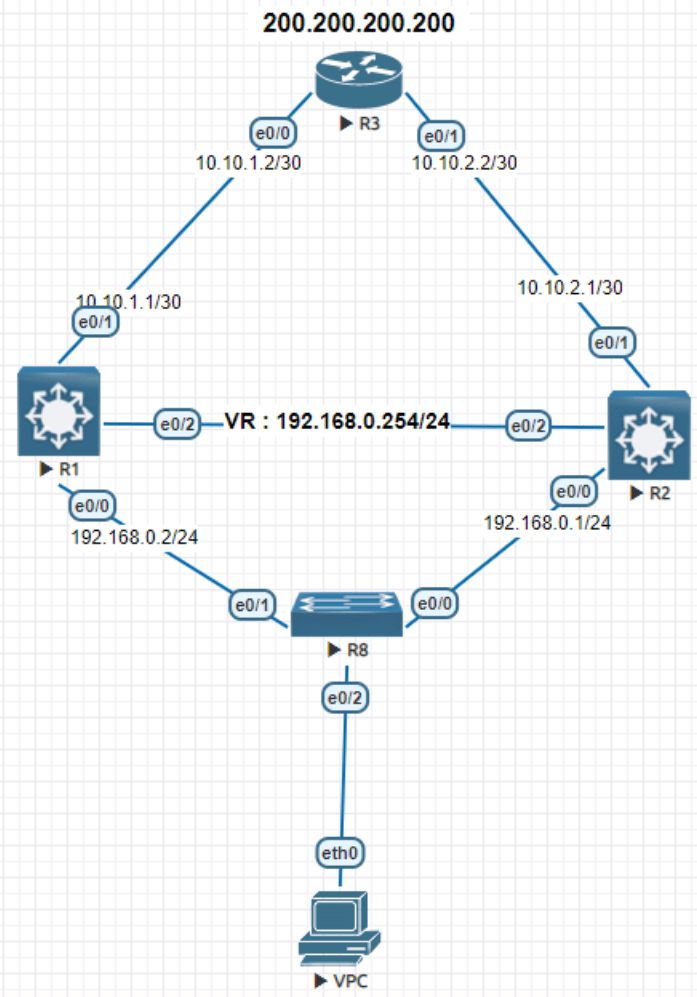 200.200.200.200
R3
e0/0
e0/1
10.10.1.2/30
10.10.2.2/30
10.10.2.1/30
10.10.1.1/30
e0/1
e0/1
e0/2
VR : 192.168.0.254/24
e0/2
R1
R2
e0/0
e0/0
192.168.0.2/24
192.168.0.1/24
e0/1
e0/0
R8
e0/2
eth0
VPC